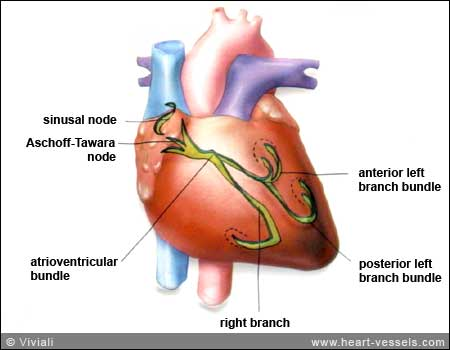 sinusal node
Aschoff-Tawara
node
anterior left
branch bundle
atrioventricular
bundle
posterior left
branch bundle
right branch
© Viviali
www.heart-vessels.com